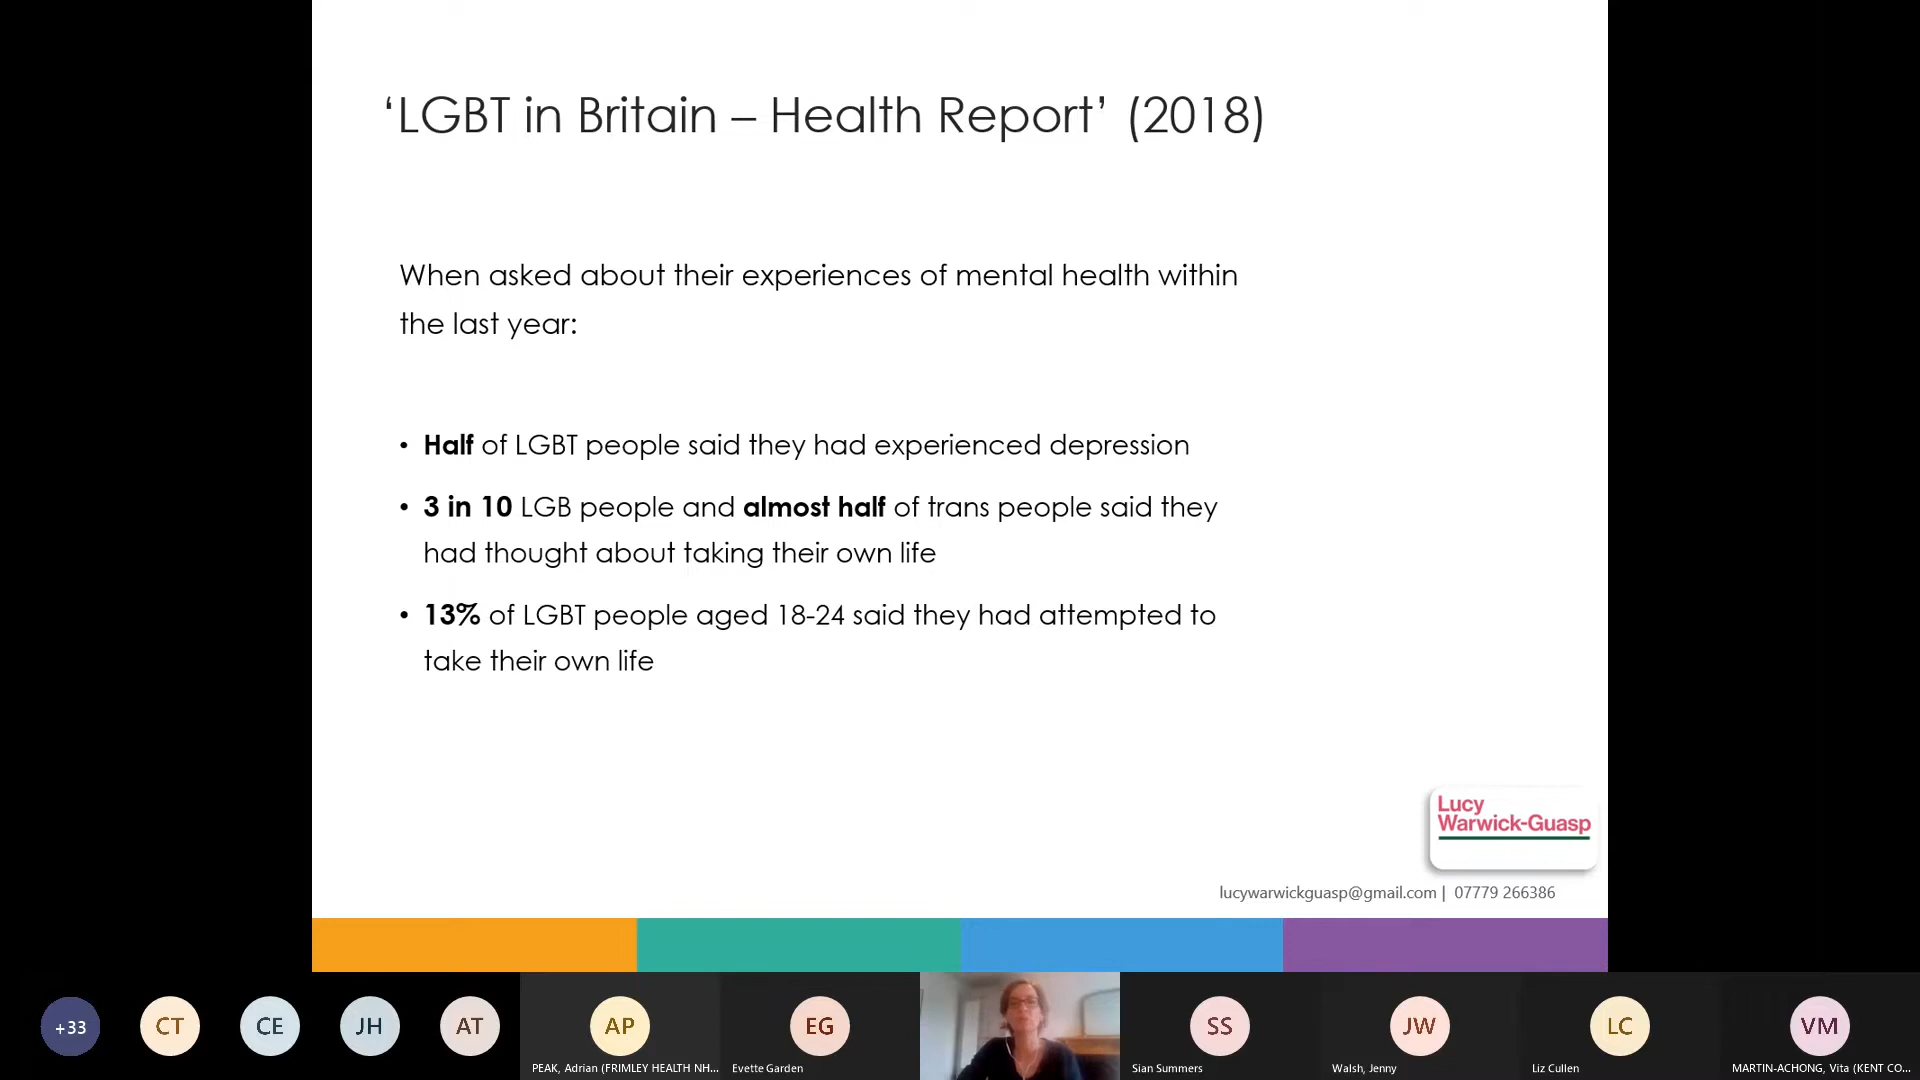 ‘LGBT in Britain – Health Report’ (2018)
When asked about their experiences of mental health within
the last year:
• Half of LGBT people said they had experienced depression
• 3 in 10 LGB people and almost half of trans people said they
had thought about taking their own life
• 13% of LGBT people aged 18-24 said they had attempted to
take their own life
Lucy
Warwick-Guasp
lucywarwickguasp@gmail.com | 07779 266386
+33
CT
CE
JH
AT
AP
EG
SS
JW
LC
VM
PEAK, Adrian (FRIMLEY HEALTH NH...
Evette Garden
Sian Summers
Walsh, Jenny
Liz Cullen
MARTIN-ACHONG, Vita (KENT CO...